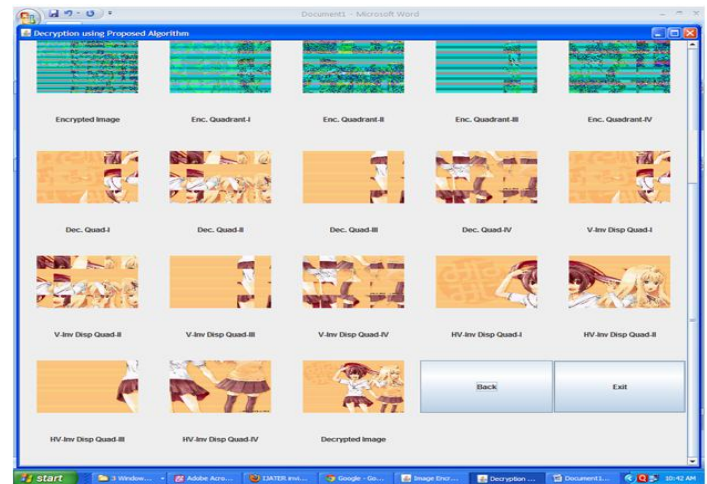 Document1 - Microsoft Word
Decryption using Proposed Algorithm
Encrypted Image
Enc. Quadrant-I
Enc. Quadrant-II
Enc. Quadrant-III
Enc. Quadrant-IV
Dec. Quad-I
Dec. Quad-II
Dec. Quad-III
Dec. Quad-IV
V-Inv Disp Quad-I
V-Inv Disp Quad-II
V-Inv Disp Quad-III
V-Inv Disp Quad-IV
HV-Inv Disp Quad-I
HV-Inv Disp Quad-II
HV-Inv Disp Quad-III
HV-Inv Disp Quad-IV
Decrypted Image
Back
Exit
start
3 Window...
Adobe Acro...
IJATER invi...
Google - Go...
Image Encr...
Decryption ...
Document1...
10:42 AM